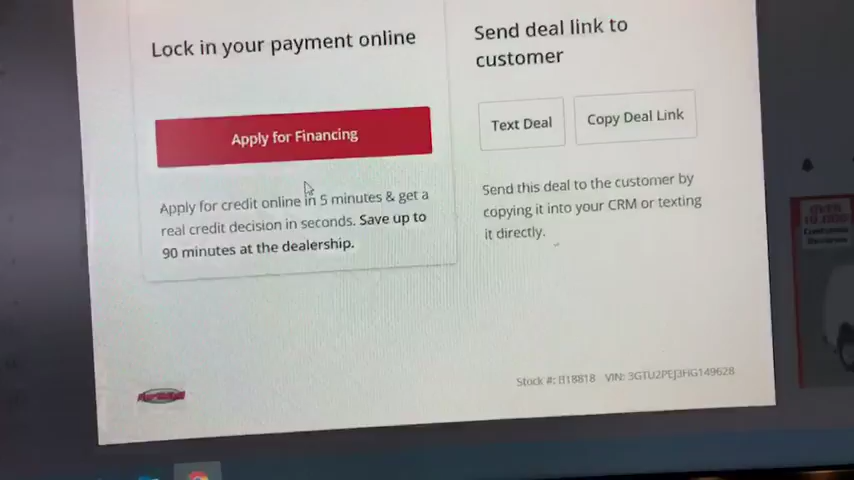 Lock in your payment online
Apply for Financing
Apply for credit online in 5 minutes & get a
real credit decision in seconds. Save up to
90 minutes at the dealership.
Send deal link to
customer
Text Deal
Copy Deal Link
Send this deal to the customer by
copying it into your CRM or texting
it directly.
Stock #: B18818 VIN: 3GTU2PEJ3HG149628
OVER